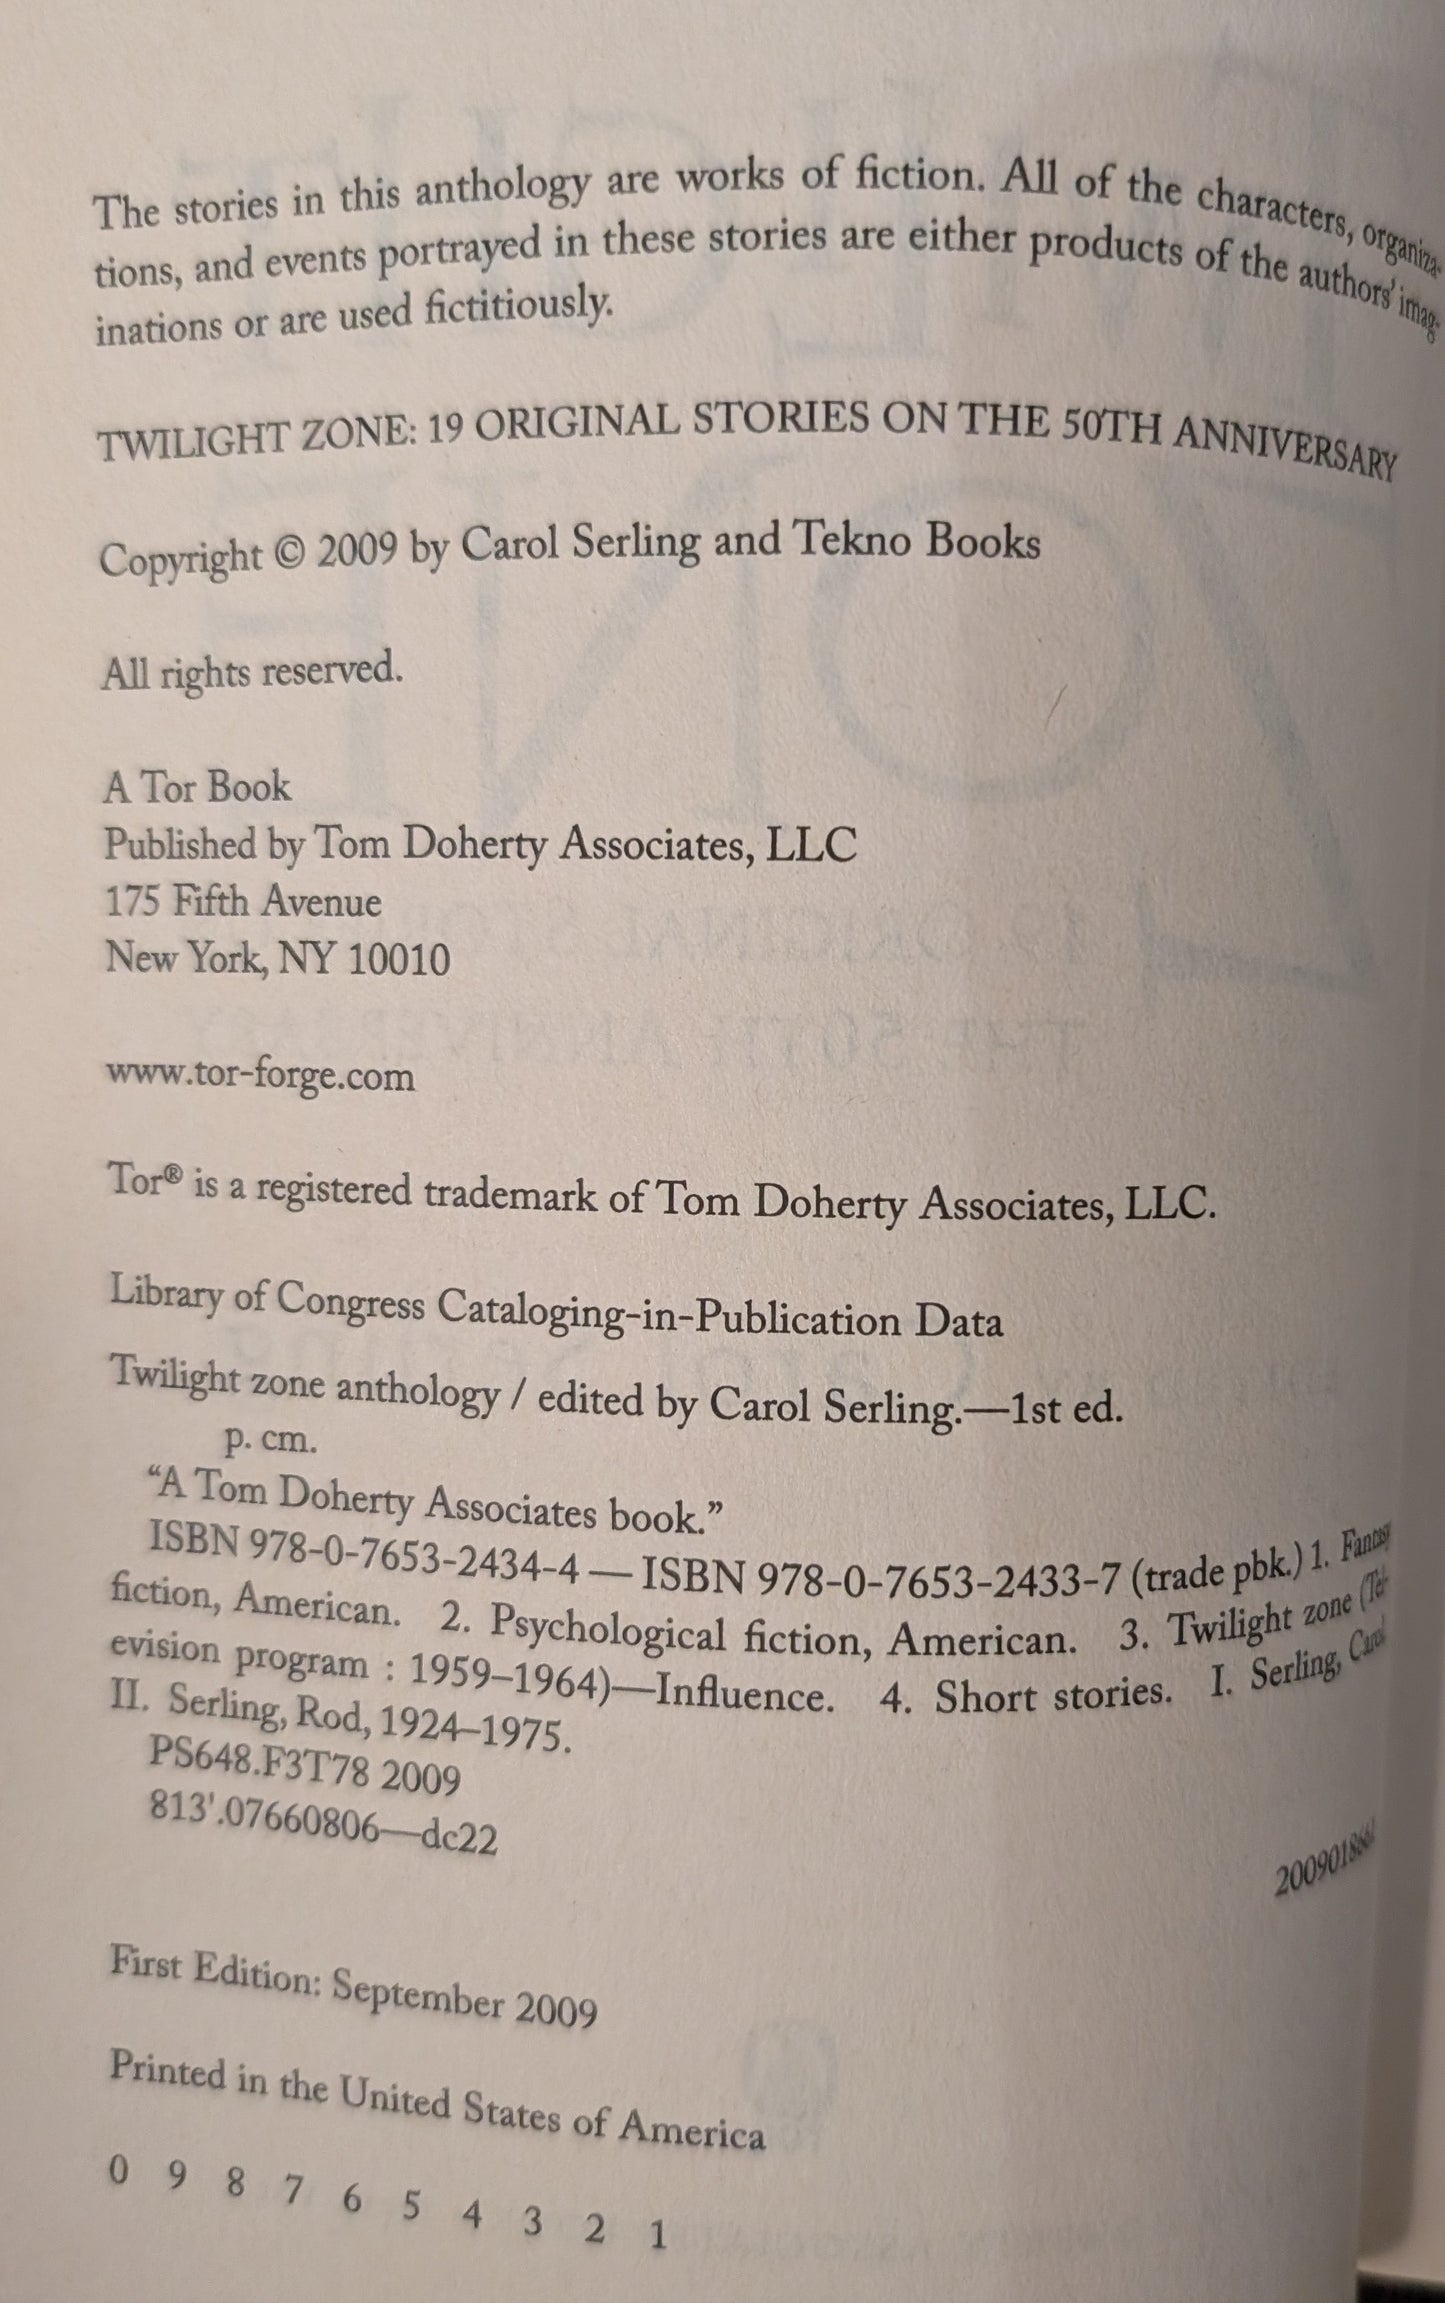 The stories in this anthology are works of fiction. All of the characters, organiza-
tions, and events portrayed in these stories are either products of the authors' imag-
inations or are used fictitiously.
TWILIGHT ZONE: 19 ORIGINAL STORIES ON THE 50TH ANNIVERSARY
Copyright © 2009 by Carol Serling and Tekno Books
All rights reserved.
A Tor Book
Published by Tom Doherty Associates, LLC
175 Fifth Avenue
New York, NY 10010
www.tor-forge.com
Tor® is a registered trademark of Tom Doherty Associates, LLC.
Library of Congress Cataloging-in-Publication Data
Twilight zone anthology / edited by Carol Serling.—1st ed.
p. cm.
“A Tom Doherty Associates book.”
ISBN 978-0-7653-2434-4 — ISBN 978-0-7653-2433-7 (trade pbk.) 1. Fantasy
fiction, American. 2. Psychological fiction, American. 3. Twilight zone (Tel-
evision program : 1959–1964)—Influence. 4. Short stories. I. Serling, Carol
II. Serling, Rod, 1924–1975.
PS648.F3T78 2009
813'.07660806—dc22
First Edition: September 2009
Printed in the United States of America
0 9 8 7 6 5 4 3 2 1